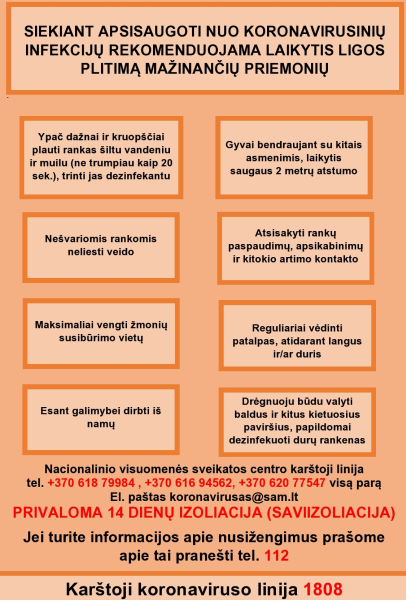 SIEKIANT APSISAUGOTI NUO KORONAVIRUSINIŲ
INFEKCIJŲ REKOMENDUOJAMA LAIKYTIS LIGOS
PLITIMĄ MAŽINANČIŲ PRIEMONIŲ
Ypač dažnai ir kruopščiai
plauti rankas šiltu vandeniu
ir muilu (ne trumpiau kaip 20
sek.), trinti jas dezinfekantu
Gyvai bendraujant su kitais
asmenimis, laikytis
saugaus 2 metrų atstumo
Nešvariomis rankomis
neliesti veido
Atsisakyti rankų
paspaudimų, apsikabinimų
ir kitokio artimo kontakto
Maksimaliai vengti žmonių
susibūrimo vietų
Reguliariai vėdinti
patalpas, atidarant langus
ir/ar duris
Esant galimybei dirbti iš
namų
Drėgnuoju būdu valyti
baldus ir kitus kietuosius
paviršius, papildomai
dezinfekuoti durų rankenas
Nacionalinio visuomenės sveikatos centro karštoji linija
tel. +370 618 79984 , +370 616 94562, +370 620 77547 visą parą
El. paštas koronavirusas@sam.lt
PRIVALOMA 14 DIENŲ IZOLIACIJA (SAVIIZOLIACIJA)
Jei turite informacijos apie nusižengimus prašome
apie tai pranešti tel. 112
Karštoji koronaviruso linija 1808